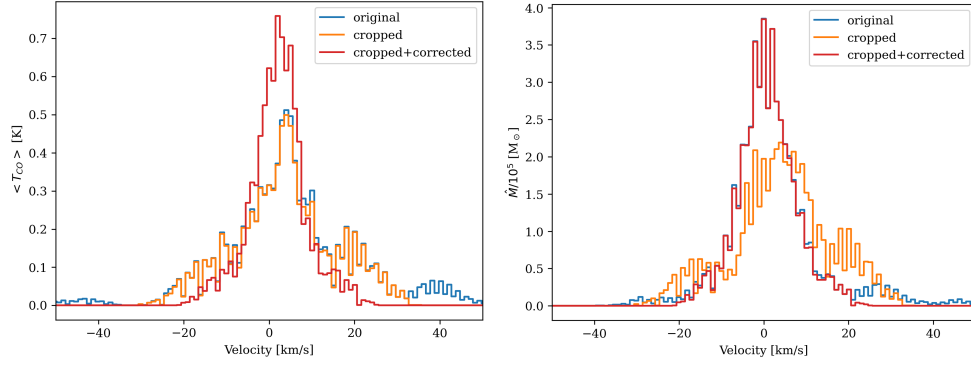 original
cropped
cropped+corrected
0.7
0.6
0.5
0.4
0.3
0.2
0.1
0.0
< T_CO > [K]
−40 −20 0 20 40
Velocity [km/s]
original
cropped
cropped+corrected
4.0
3.5
3.0
2.5
2.0
1.5
1.0
0.5
0.0
M̂/10⁵ [M⊙]
−40 −20 0 20 40
Velocity [km/s]